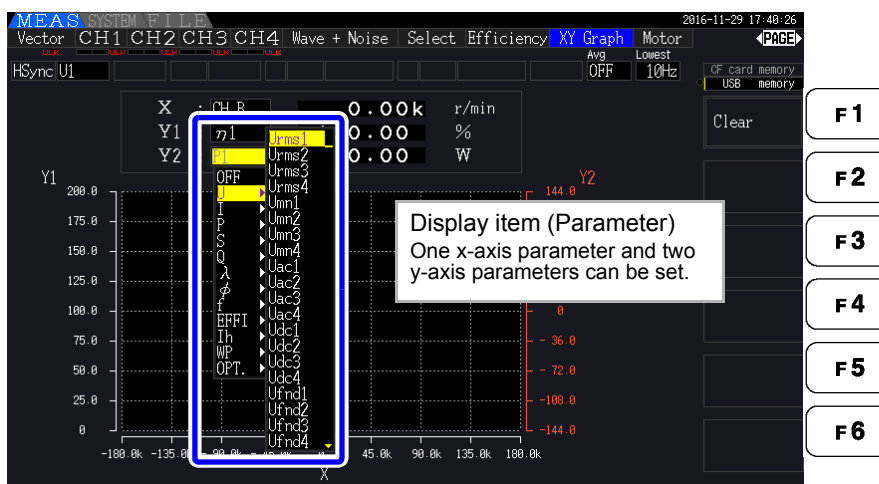 MEAS SYSTEM FILE 2016-11-29 17:40:26
Vector CH1 CH2 CH3 CH4 Wave + Noise Select Efficiency XY Graph Motor PAGE
ULK ULK ULK ULK Avg Lowest
HSync U1 OFF 10Hz
CF card memory
USB memory
X : CH B 0.00k r/min
Y1 η1 0.00 %
Y2 P1 0.00 W
Clear
F1
F2
F3
F4
F5
F6
OFF
U
I
P
S
Q
λ
ϕ
f
EFFI
Ih
WP
OPT.
Urms1
Urms2
Urms3
Urms4
Umn1
Umn2
Umn3
Umn4
Uac1
Uac2
Uac3
Uac4
Udc1
Udc2
Udc3
Udc4
Ufnd1
Ufnd2
Ufnd3
Ufnd4
Display item (Parameter)
One x-axis parameter and two
y-axis parameters can be set.
Y1
200.0
175.0
150.0
125.0
100.0
75.0
50.0
25.0
0
Y2
144.0
0
- 36.0
- 72.0
-108.0
-144.0
-180.0k -135.0k 45.0k 90.0k 135.0k 180.0k
X